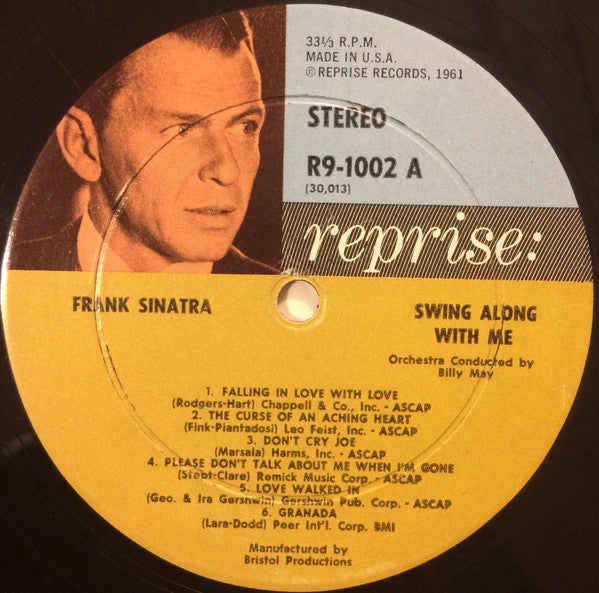 33⅓ R.P.M.
MADE IN U.S.A.
©REPRISE RECORDS, 1961
STEREO
R9-1002 A
(30,013)
reprise:
FRANK SINATRA
SWING ALONG
WITH ME
Orchestra Conducted by
Billy May
1. FALLING IN LOVE WITH LOVE
(Rodgers-Hart) Chappell & Co., Inc. - ASCAP
2. THE CURSE OF AN ACHING HEART
(Fink-Piantadosi) Leo Feist, Inc. - ASCAP
3. DON'T CRY JOE
(Marsala) Harms, Inc. - ASCAP
4. PLEASE DON'T TALK ABOUT ME WHEN I'M GONE
(Stept-Clare) Remick Music Corp. - ASCAP
5. LOVE WALKED IN
(Geo. & Ira Gershwin) Gershwin Pub. Corp. - ASCAP
6. GRANADA
(Lara-Dodd) Peer Int'l. Corp. BMI
Manufactured by
Bristol Productions